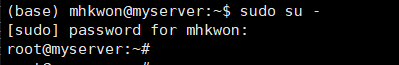 (base) mhkwon@myserver:~$ sudo su -
[sudo] password for mhkwon:
root@myserver:~#